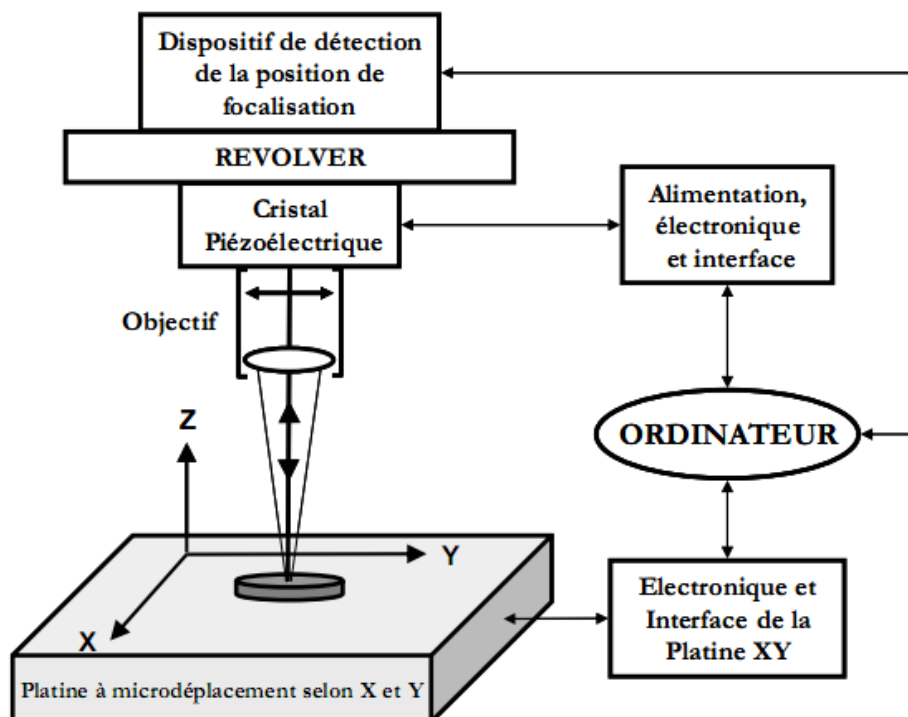 Dispositif de détection
de la position de
focalisation
REVOLVER
Cristal
Piézoélectrique
Alimentation,
électronique
et interface
Objectif
ORDINATEUR
Z
Y
X
Electronique et
Interface de la
Platine XY
Platine à microdéplacement selon X et Y